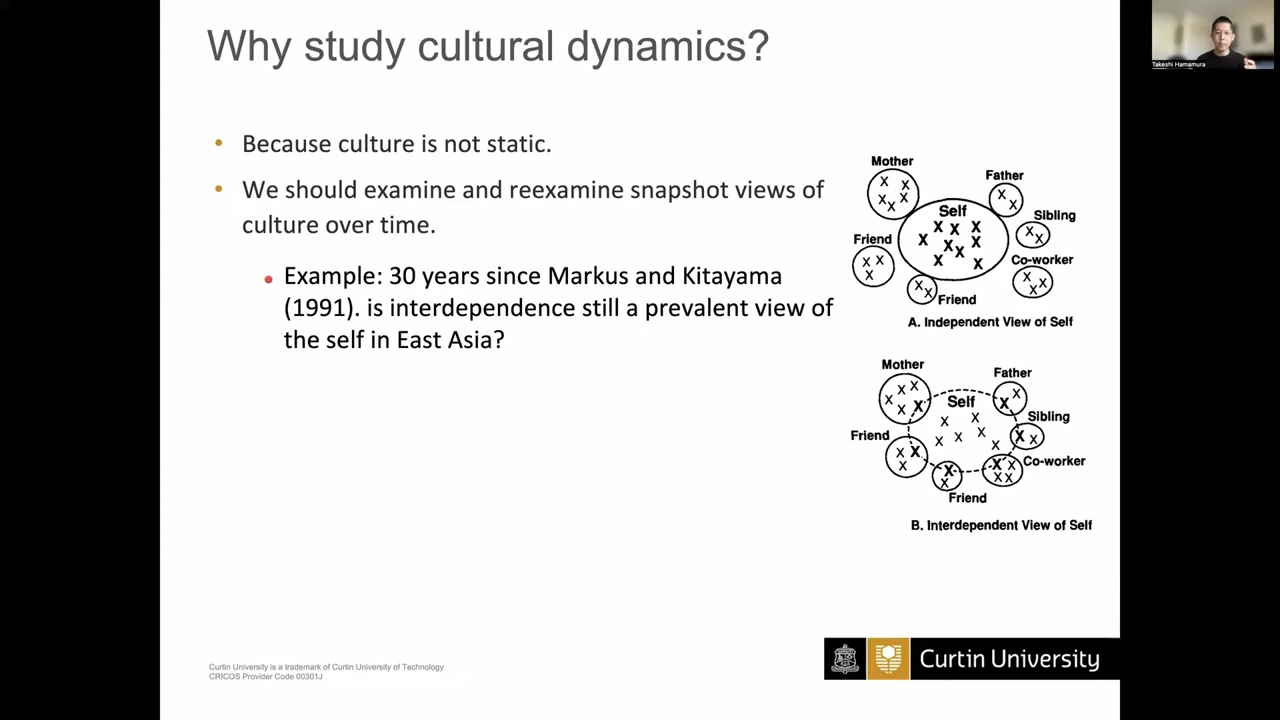 Why study cultural dynamics?
Takeshi Hamamura
• Because culture is not static.
• We should examine and reexamine snapshot views of
culture over time.
• Example: 30 years since Markus and Kitayama
(1991). is interdependence still a prevalent view of
the self in East Asia?
Mother
X X X X X
Father
X X
Self
X X X X X X X X X X
Sibling
X X
Friend
X X X
Co-worker
X X X X
X X
Friend
A. Independent View of Self
Mother
X X X X X
Father
X X
Self
X X X X X X X
Sibling
X X
Friend
X X X
Co-worker
X X X X
X X
Friend
B. Interdependent View of Self
Curtin University is a trademark of Curtin University of Technology
CRICOS Provider Code 00301J
Curtin University